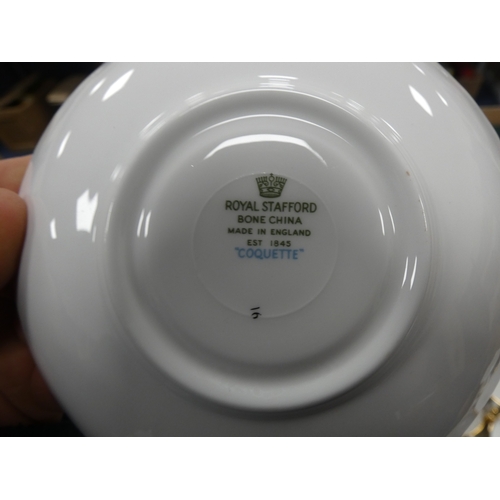 ROYAL STAFFORD
BONE CHINA
MADE IN ENGLAND
EST 1845
"COQUETTE"